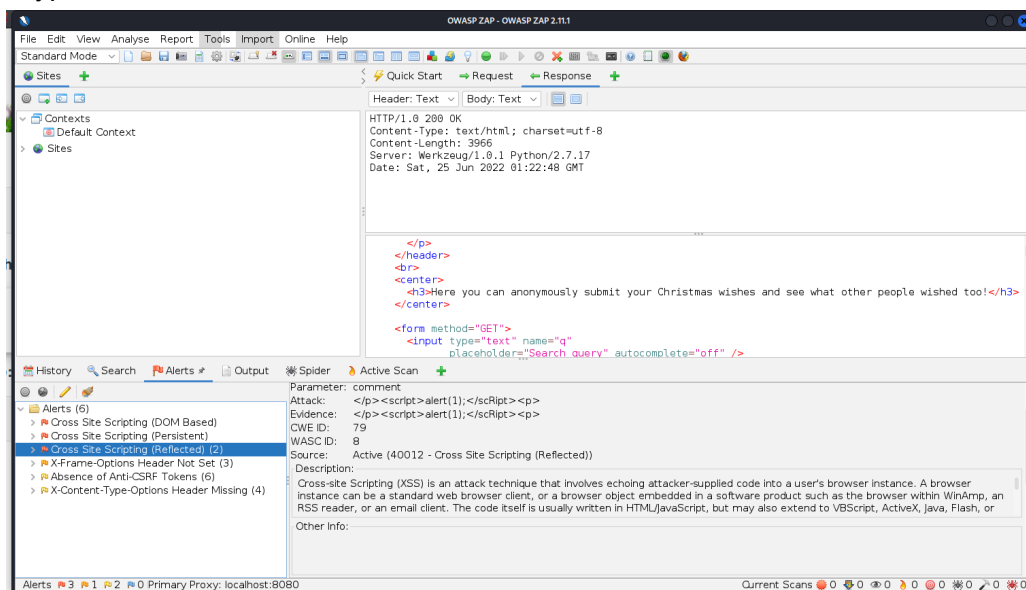 OWASP ZAP - OWASP ZAP 2.11.1
File Edit View Analyse Report Tools Import Online Help
Standard Mode
Sites
Quick Start Request Response
Header: Text Body: Text
Contexts
Default Context
Sites
HTTP/1.0 200 OK
Content-Type: text/html; charset=utf-8
Content-Length: 3966
Server: Werkzeug/1.0.1 Python/2.7.17
Date: Sat, 25 Jun 2022 01:22:48 GMT
</p>
</header>
<br>
<center>
<h3>Here you can anonymously submit your Christmas wishes and see what other people wished too!</h3>
</center>
<form method="GET">
<input type="text" name="q"
placeholder="Search query" autocomplete="off" />
History Search Alerts Output Spider Active Scan
Parameter: comment
Attack: </p><scrIpt>alert(1);</scRipt><p>
Evidence: </p><scrIpt>alert(1);</scRipt><p>
CWE ID: 79
WASC ID: 8
Source: Active (40012 - Cross Site Scripting (Reflected))
Alerts (6)
Cross Site Scripting (DOM Based)
Cross Site Scripting (Persistent)
Cross Site Scripting (Reflected) (2)
X-Frame-Options Header Not Set (3)
Absence of Anti-CSRF Tokens (6)
X-Content-Type-Options Header Missing (4)
Description:
Cross-site Scripting (XSS) is an attack technique that involves echoing attacker-supplied code into a user's browser instance. A browser
instance can be a standard web browser client, or a browser object embedded in a software product such as the browser within WinAmp, an
RSS reader, or an email client. The code itself is usually written in HTML/JavaScript, but may also extend to VBScript, ActiveX, Java, Flash, or
Other Info:
Alerts 3 1 2 0 Primary Proxy: localhost:8080
Current Scans 0 0 0 0 0 0 0 0